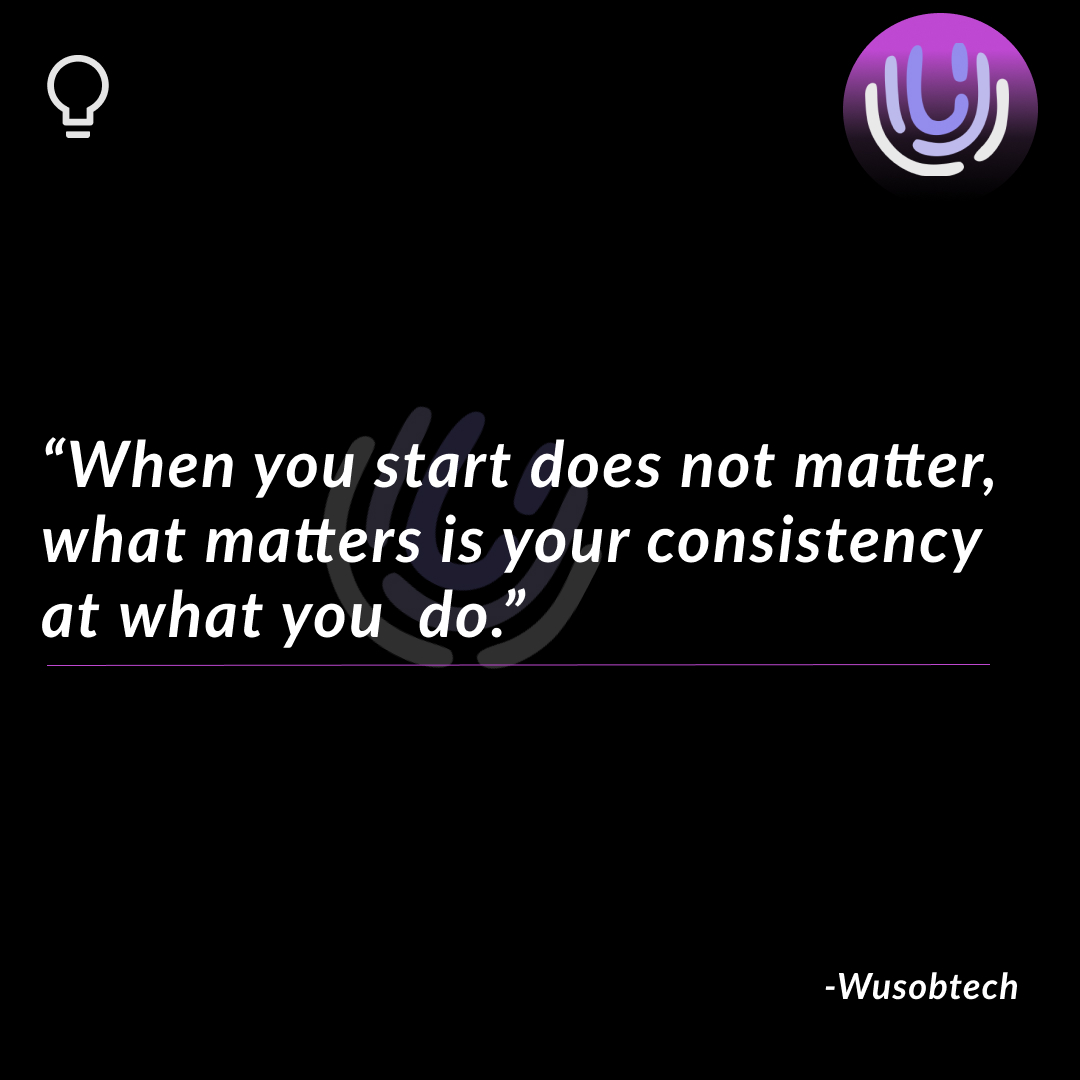 “When you start does not matter,
what matters is your consistency
at what you  do.”
-Wusobtech